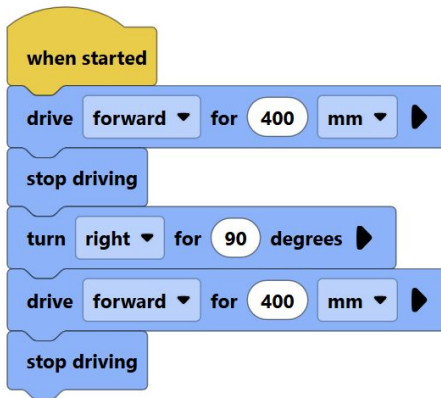 when started
drive forward for 400 mm
stop driving
turn right for 90 degrees
drive forward for 400 mm
stop driving